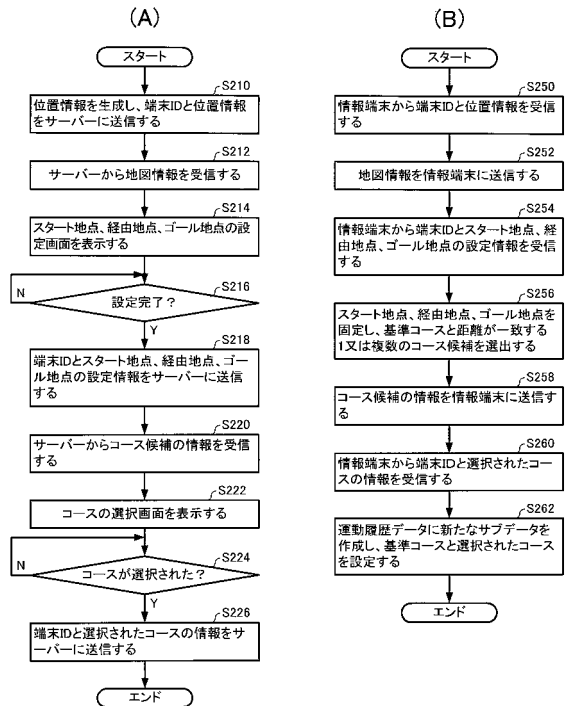 (A)
スタート
S210
位置情報を生成し、端末IDと位置情報
をサーバーに送信する
S212
サーバーから地図情報を受信する
S214
スタート地点、経由地点、ゴール地点の設
定画面を表示する
S216
N
設定完了？
Y
S218
端末IDとスタート地点、経由地点、ゴー
ル地点の設定情報をサーバーに送信
する
S220
サーバーからコース候補の情報を受信
する
S222
コースの選択画面を表示する
S224
N
コースが選択された？
Y
S226
端末IDと選択されたコースの情報をサ
ーバーに送信する
エンド
(B)
スタート
S250
情報端末から端末IDと位置情報を受信
する
S252
地図情報を情報端末に送信する
S254
情報端末から端末IDとスタート地点、経
由地点、ゴール地点の設定情報を受信
する
S256
スタート地点、経由地点、ゴール地点を
固定し、基準コースと距離が一致する
1又は複数のコース候補を選出する
S258
コース候補の情報を情報端末に送信す
る
S260
情報端末から端末IDと選択されたコー
スの情報を受信する
S262
運動履歴データに新たなサブデータを
作成し、基準コースと選択されたコース
を設定する
エンド